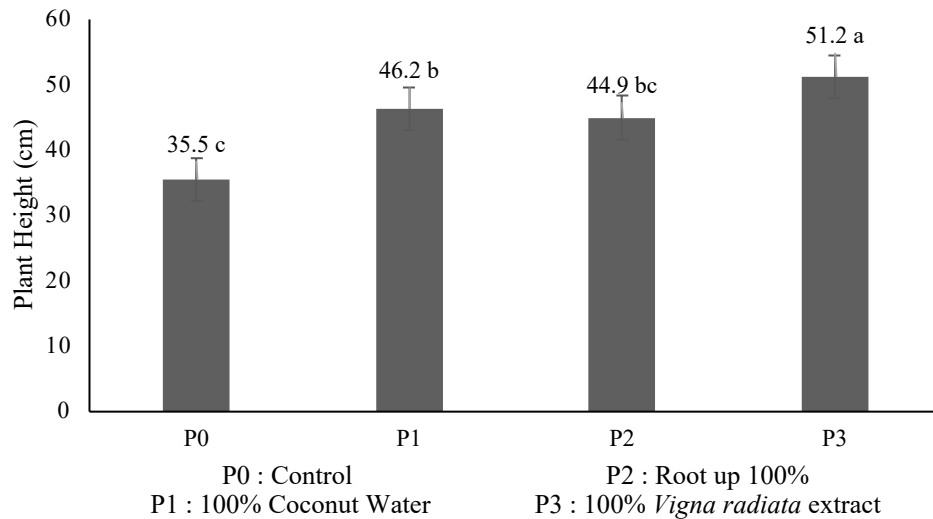 60
50
40
30
20
10
0
Plant Height (cm)
35.5 c
46.2 b
44.9 bc
51.2 a
P0 P1 P2 P3
P0 : Control P2 : Root up 100%
P1 : 100% Coconut Water P3 : 100% Vigna radiata extract